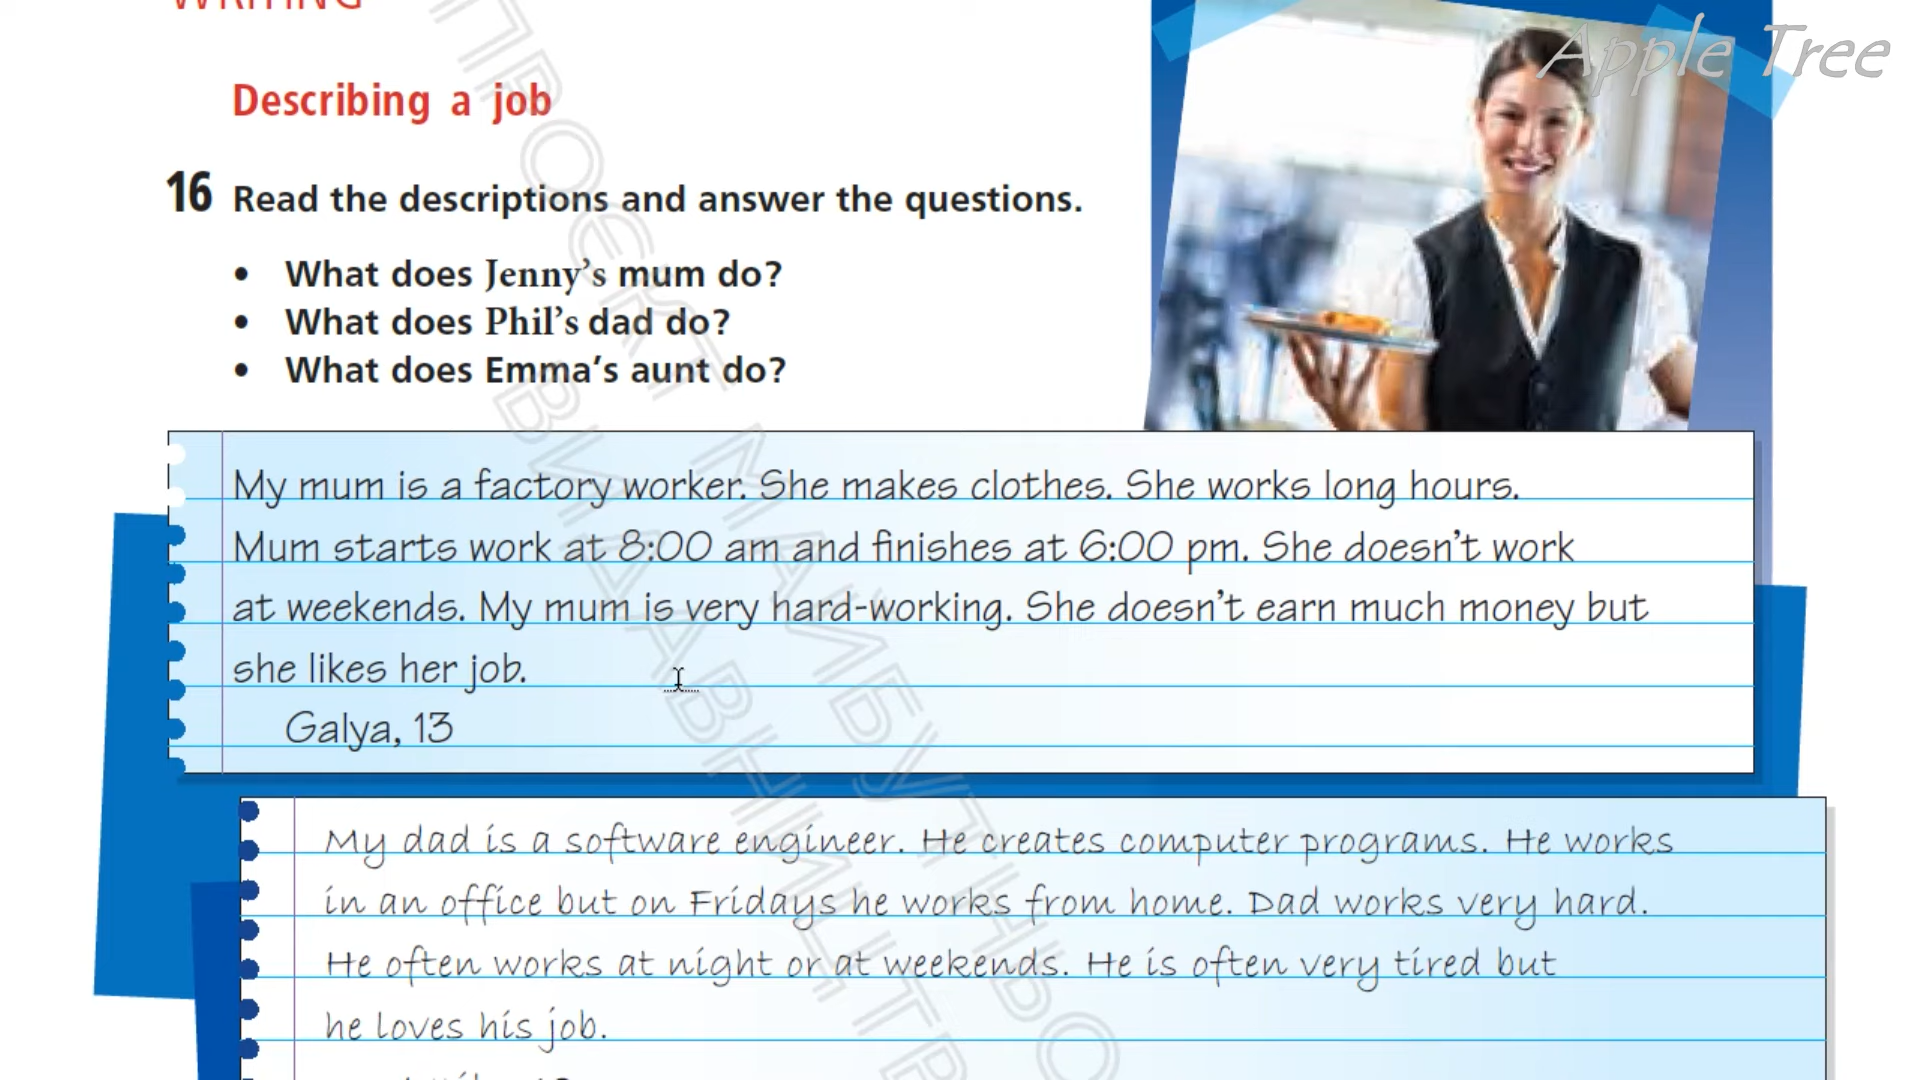 WRITING
Apple Tree
Describing a job
16 Read the descriptions and answer the questions.
• What does Jenny's mum do?
• What does Phil's dad do?
• What does Emma's aunt do?
My mum is a factory worker. She makes clothes. She works long hours.
Mum starts work at 8:00 am and finishes at 6:00 pm. She doesn't work
at weekends. My mum is very hard-working. She doesn't earn much money but
she likes her job.
Galya, 13
My dad is a software engineer. He creates computer programs. He works
in an office but on Fridays he works from home. Dad works very hard.
He often works at night or at weekends. He is often very tired but
he loves his job.
ПРОЄКТ МАЙБУТНЬО
ВИДАВНИЦТВ